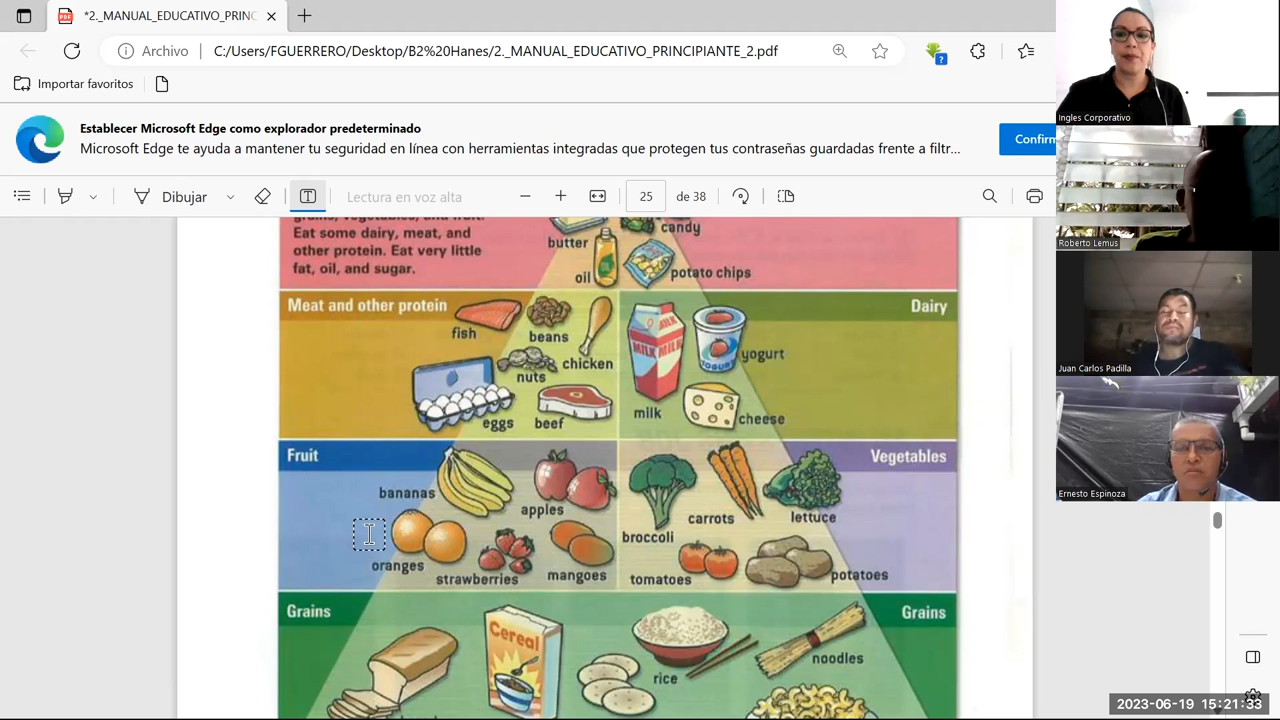 *2._MANUAL_EDUCATIVO_PRINC
Archivo
C:/Users/FGUERRERO/Desktop/B2%20Hanes/2._MANUAL_EDUCATIVO_PRINCIPIANTE_2.pdf
Importar favoritos
Establecer Microsoft Edge como explorador predeterminado
Microsoft Edge te ayuda a mantener tu seguridad en línea con herramientas integradas que protegen tus contraseñas guardadas frente a filtr...
Confirm
Dibujar
Lectura en voz alta
25
de 38
Eat some dairy, meat, and
other protein. Eat very little
fat, oil, and sugar.
butter
candy
oil
potato chips
Meat and other protein
Dairy
fish
beans
chicken
nuts
eggs
beef
MILK
MILK MILK
YOGURT
yogurt
milk
cheese
Fruit
Vegetables
bananas
apples
oranges
strawberries
mangoes
broccoli
carrots
lettuce
tomatoes
potatoes
Grains
Grains
Cereal
rice
noodles
Ingles Corporativo
Roberto Lemus
Juan Carlos Padilla
Ernesto Espinoza
2023-06-19 15:21:33